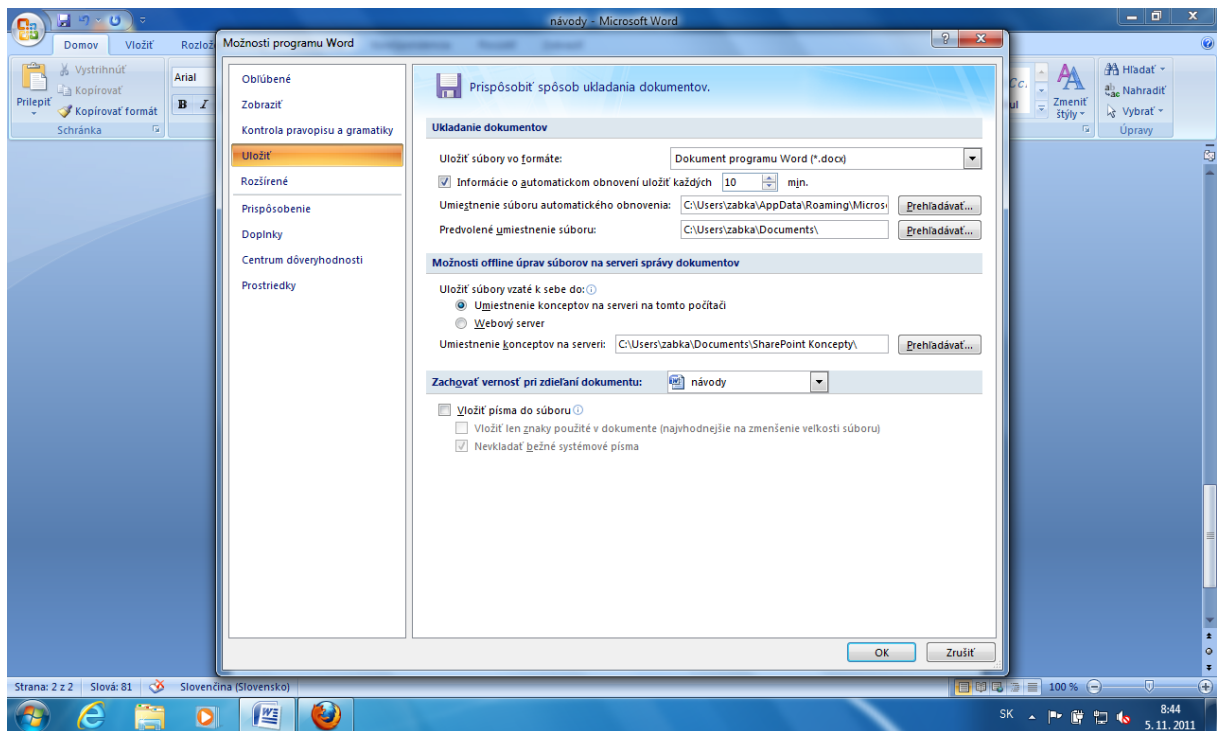 návody - Microsoft Word
Domov Vložiť Rozlož
Vystrihnúť
Kopírovať
Kopírovať formát
Prilepiť
Schránka
Arial
B I
Zmeniť
štýly
Hľadať
Nahradiť
Vybrať
Úpravy
Možnosti programu Word
Obľúbené
Zobraziť
Kontrola pravopisu a gramatiky
Uložiť
Rozšírené
Prispôsobenie
Doplnky
Centrum dôveryhodnosti
Prostriedky
Prispôsobiť spôsob ukladania dokumentov.
Ukladanie dokumentov
Uložiť súbory vo formáte: Dokument programu Word (*.docx)
Informácie o automatickom obnovení uložiť každých 10 min.
Umiestnenie súboru automatického obnovenia: C:\Users\zabka\AppData\Roaming\Micros Prehľadávať...
Predvolené umiestnenie súboru: C:\Users\zabka\Documents\ Prehľadávať...
Možnosti offline úprav súborov na serveri správy dokumentov
Uložiť súbory vzaté k sebe do:
Umiestnenie konceptov na serveri na tomto počítači
Webový server
Umiestnenie konceptov na serveri: C:\Users\zabka\Documents\SharePoint Koncepty\ Prehľadávať...
Zachovať vernosť pri zdieľaní dokumentu: návody
Vložiť písma do súboru
Vložiť len znaky použité v dokumente (najvhodnejšie na zmenšenie veľkosti súboru)
Nevkladať bežné systémové písma
OK Zrušiť
Strana: 2 z 2 Slová: 81 Slovenčina (Slovensko) 100 %
SK 8:44
5. 11. 2011